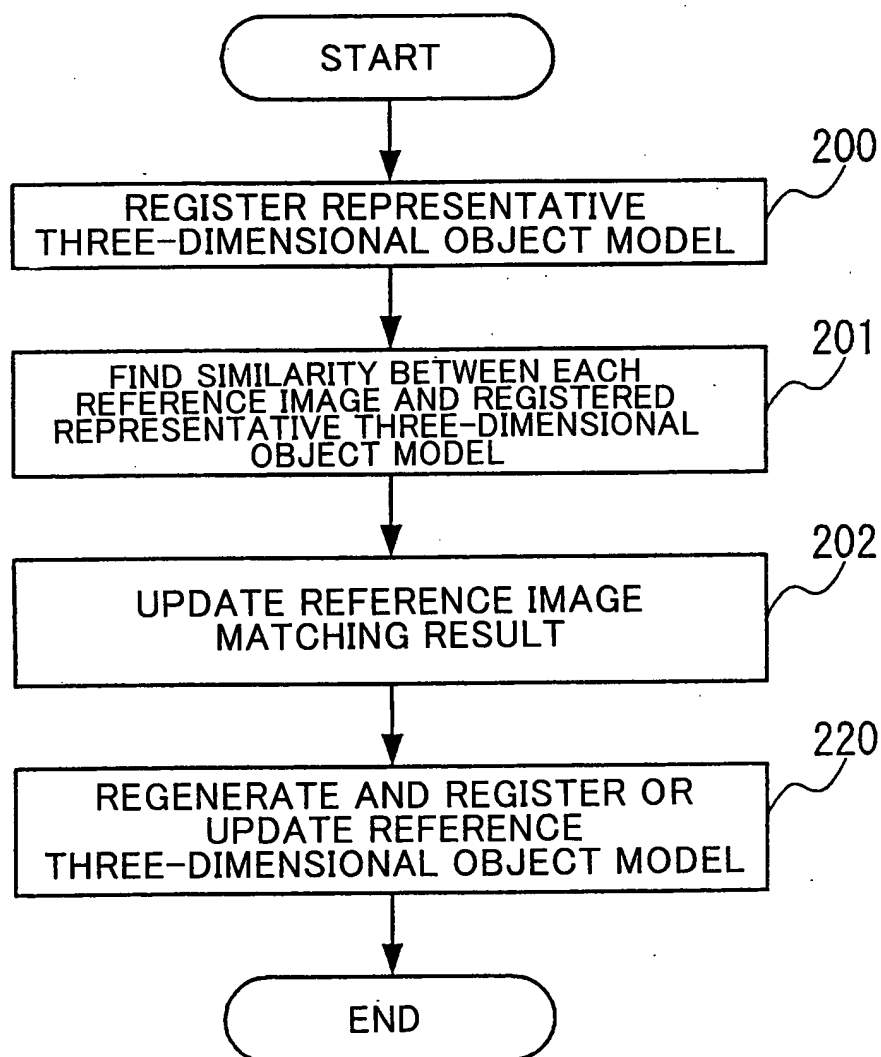 START
200
REGISTER REPRESENTATIVE
THREE-DIMENSIONAL OBJECT MODEL
201
FIND SIMILARITY BETWEEN EACH
REFERENCE IMAGE AND REGISTERED
REPRESENTATIVE THREE-DIMENSIONAL
OBJECT MODEL
202
UPDATE REFERENCE IMAGE
MATCHING RESULT
220
REGENERATE AND REGISTER OR
UPDATE REFERENCE
THREE-DIMENSIONAL OBJECT MODEL
END